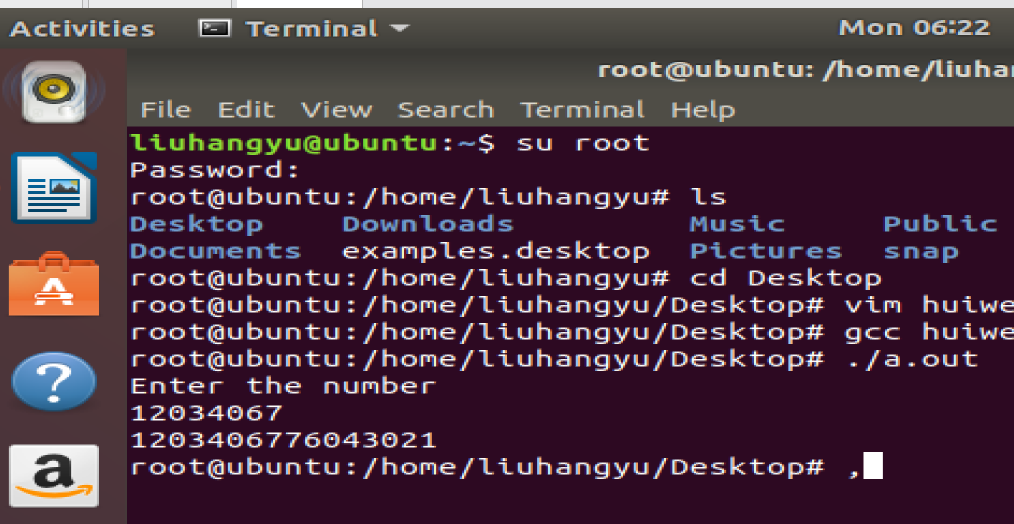 Activities Terminal Mon 06:22
root@ubuntu: /home/liuhan
File Edit View Search Terminal Help
liuhangyu@ubuntu:~$ su root
Password:
root@ubuntu:/home/liuhangyu# ls
Desktop Downloads Music Public
Documents examples.desktop Pictures snap
root@ubuntu:/home/liuhangyu# cd Desktop
root@ubuntu:/home/liuhangyu/Desktop# vim huiwe
root@ubuntu:/home/liuhangyu/Desktop# gcc huiwe
root@ubuntu:/home/liuhangyu/Desktop# ./a.out
Enter the number
12034067
1203406776043021
root@ubuntu:/home/liuhangyu/Desktop# ,
A
?
a